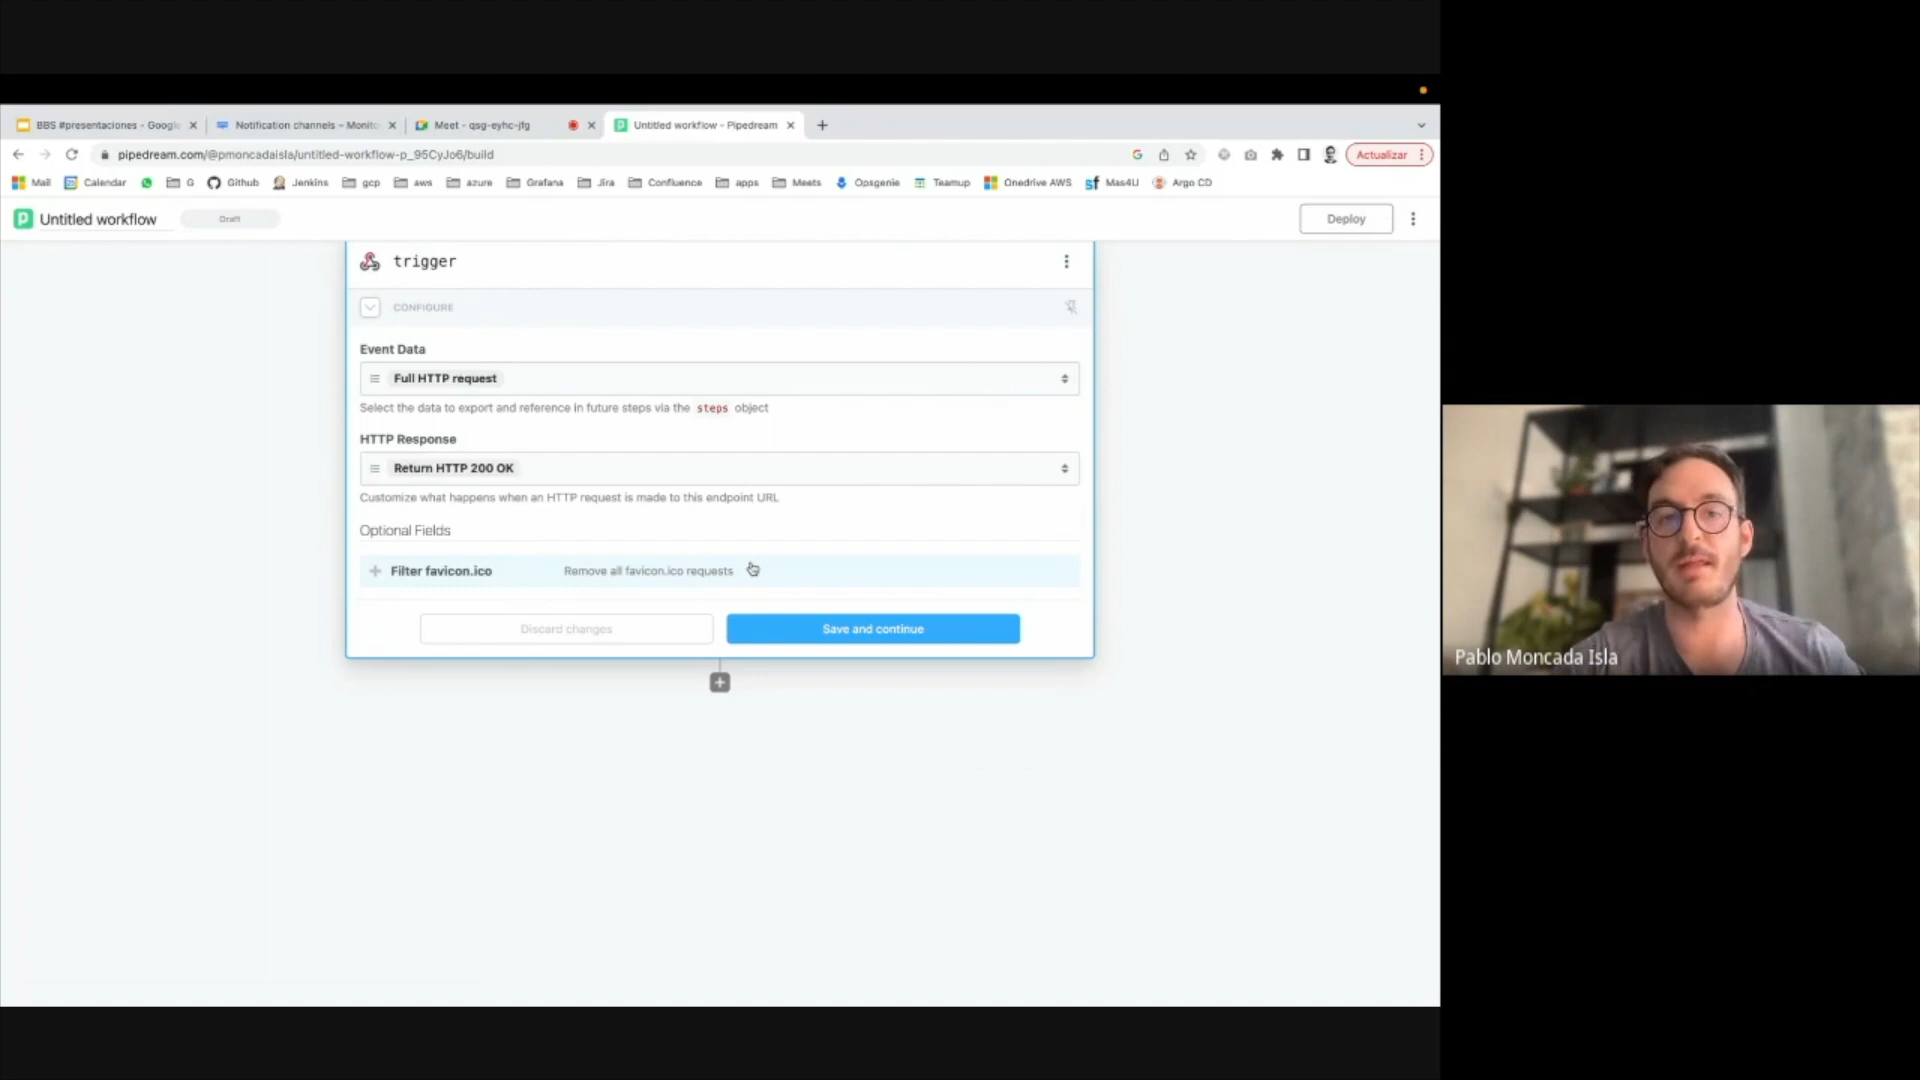 BBS #presentaciones - Google
Notification channels – Monito
Meet - qsg-eyhc-jfg
Untitled workflow - Pipedream
pipedream.com/@pmoncadaisla/untitled-workflow-p_95CyJo6/build
Actualizar
Mail
Calendar
G
Github
Jenkins
gcp
aws
azure
Grafana
Jira
Confluence
apps
Meets
Opsgenie
Teamup
Onedrive AWS
Mas4U
Argo CD
Untitled workflow
Draft
Deploy
trigger
CONFIGURE
Event Data
Full HTTP request
Select the data to export and reference in future steps via the steps object
HTTP Response
Return HTTP 200 OK
Customize what happens when an HTTP request is made to this endpoint URL
Optional Fields
Filter favicon.ico Remove all favicon.ico requests
Discard changes
Save and continue
Pablo Moncada Isla